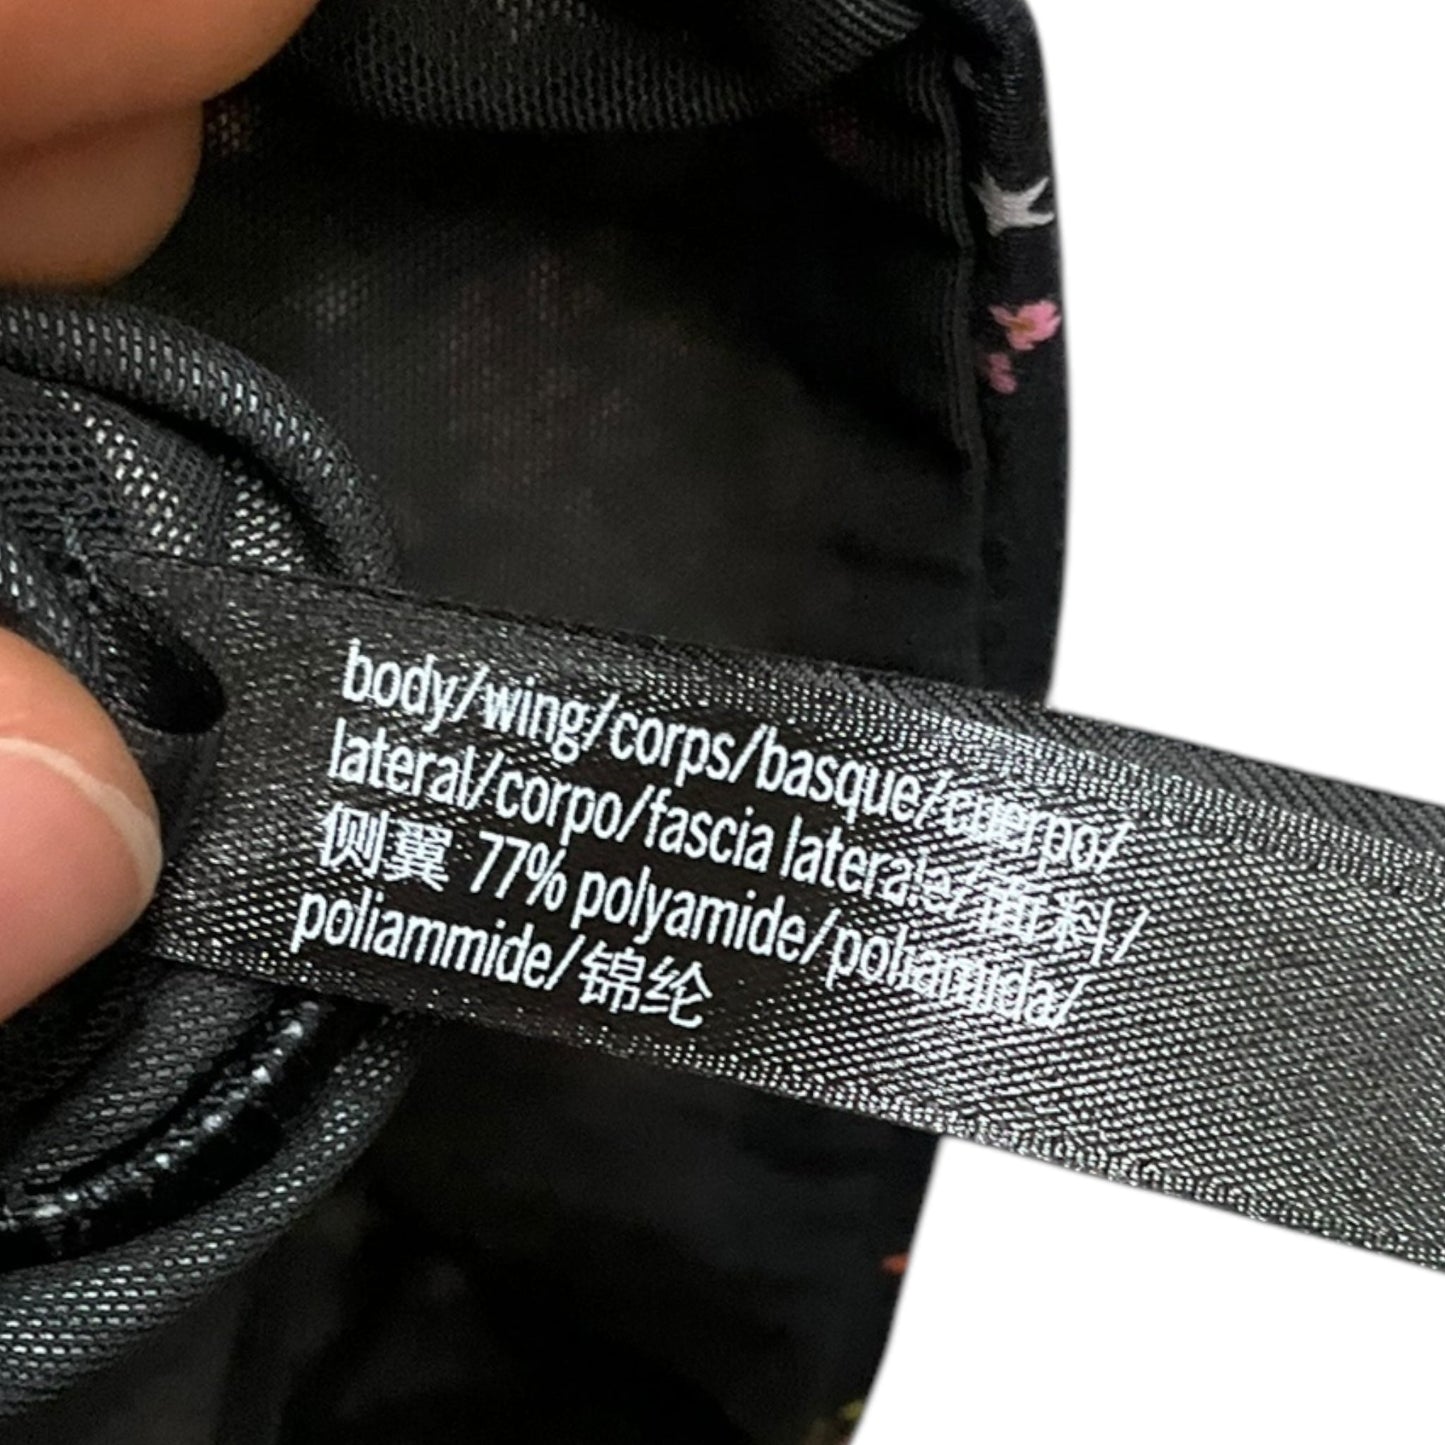 body/wing/corps/basque/cuerpo/
lateral/corpo/fascia laterale/面料/
侧翼 77% polyamide/poliamida/
poliammide/锦纶